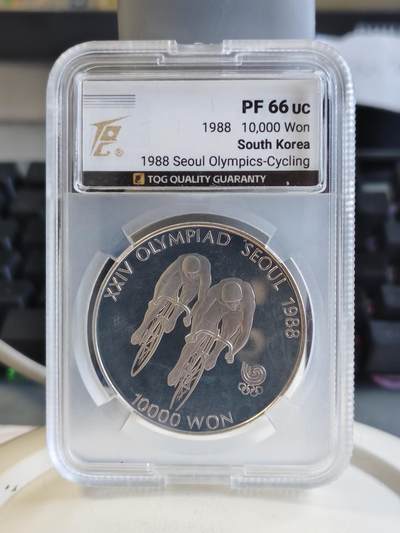 PF 66 UC
1988 10,000 Won
South Korea
1988 Seoul Olympics-Cycling
TQG QUALITY GUARANTY
XXIV OLYMPIAD SEOUL 1988
10000 WON